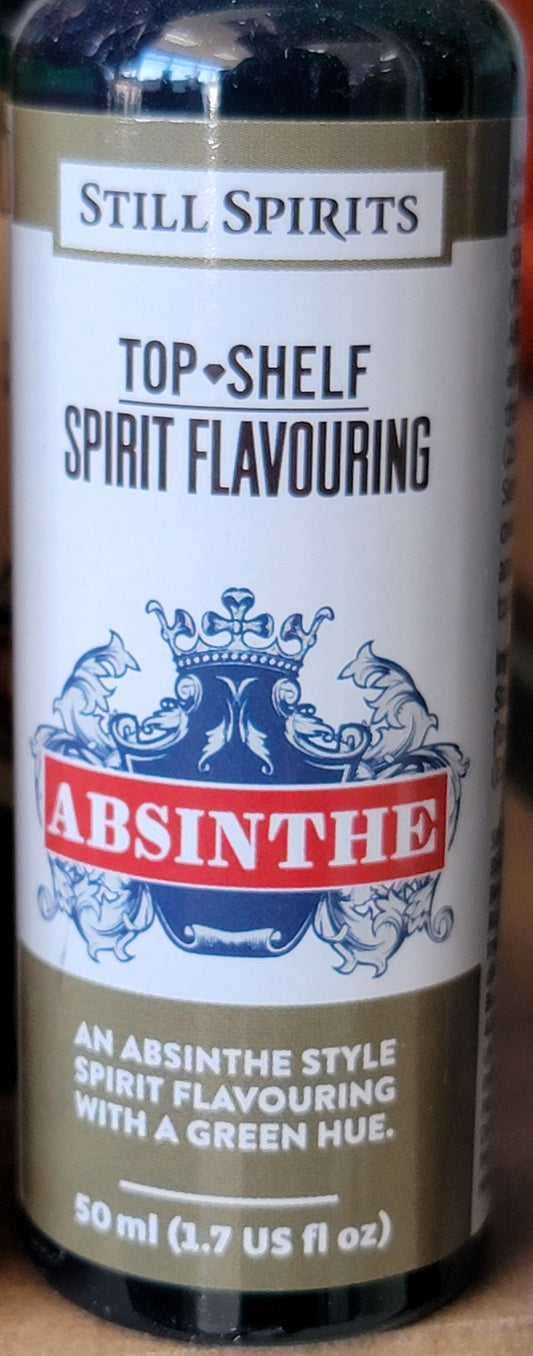 STILL SPIRITS
TOP SHELF
SPIRIT FLAVOURING
ABSINTHE
AN ABSINTHE STYLE
SPIRIT FLAVOURING
WITH A GREEN HUE.
50 ml (1.7 US fl oz)